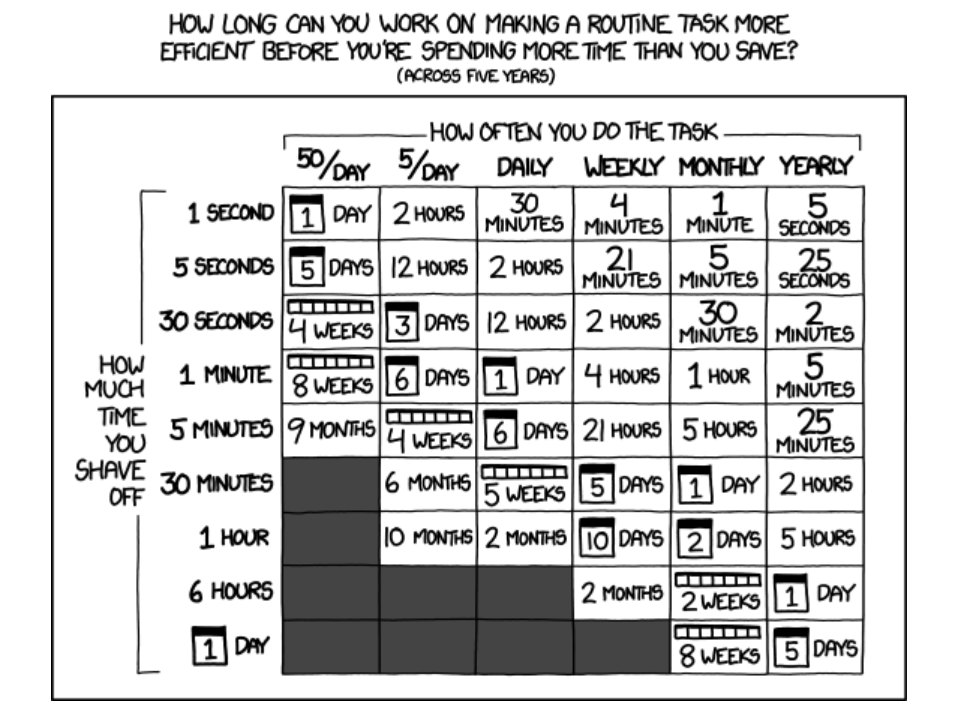 HOW LONG CAN YOU WORK ON MAKING A ROUTINE TASK MORE
EFFICIENT BEFORE YOU'RE SPENDING MORE TIME THAN YOU SAVE?
(ACROSS FIVE YEARS)
HOW OFTEN YOU DO THE TASK
50/DAY 5/DAY DAILY WEEKLY MONTHLY YEARLY
HOW
MUCH
TIME
YOU
SHAVE
OFF
1 SECOND 1 DAY 2 HOURS 30 MINUTES 4 MINUTES 1 MINUTE 5 SECONDS
5 SECONDS 5 DAYS 12 HOURS 2 HOURS 21 MINUTES 5 MINUTES 25 SECONDS
30 SECONDS 4 WEEKS 3 DAYS 12 HOURS 2 HOURS 30 MINUTES 2 MINUTES
1 MINUTE 8 WEEKS 6 DAYS 1 DAY 4 HOURS 1 HOUR 5 MINUTES
5 MINUTES 9 MONTHS 4 WEEKS 6 DAYS 21 HOURS 5 HOURS 25 MINUTES
30 MINUTES 6 MONTHS 5 WEEKS 5 DAYS 1 DAY 2 HOURS
1 HOUR 10 MONTHS 2 MONTHS 10 DAYS 2 DAYS 5 HOURS
6 HOURS 2 MONTHS 2 WEEKS 1 DAY
1 DAY 8 WEEKS 5 DAYS